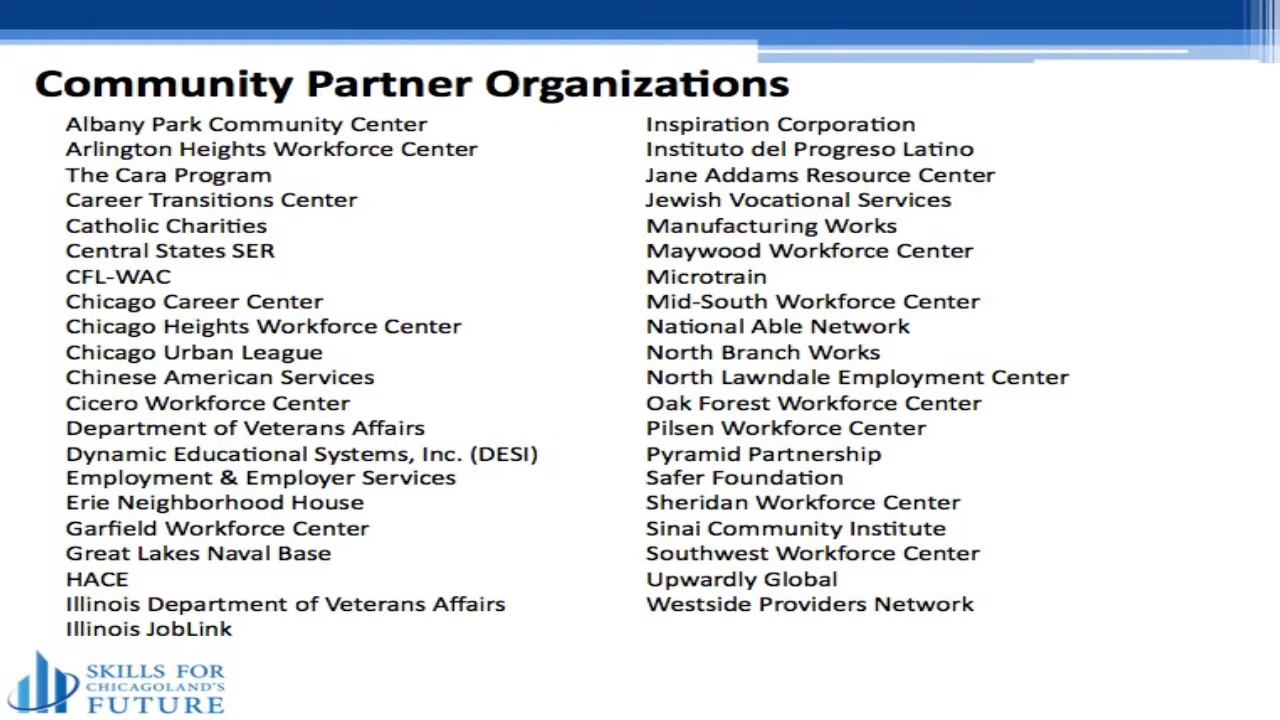 Community Partner Organizations
Albany Park Community Center
Arlington Heights Workforce Center
The Cara Program
Career Transitions Center
Catholic Charities
Central States SER
CFL-WAC
Chicago Career Center
Chicago Heights Workforce Center
Chicago Urban League
Chinese American Services
Cicero Workforce Center
Department of Veterans Affairs
Dynamic Educational Systems, Inc. (DESI)
Employment & Employer Services
Erie Neighborhood House
Garfield Workforce Center
Great Lakes Naval Base
HACE
Illinois Department of Veterans Affairs
Illinois JobLink
Inspiration Corporation
Instituto del Progreso Latino
Jane Addams Resource Center
Jewish Vocational Services
Manufacturing Works
Maywood Workforce Center
Microtrain
Mid-South Workforce Center
National Able Network
North Branch Works
North Lawndale Employment Center
Oak Forest Workforce Center
Pilsen Workforce Center
Pyramid Partnership
Safer Foundation
Sheridan Workforce Center
Sinai Community Institute
Southwest Workforce Center
Upwardly Global
Westside Providers Network
SKILLS FOR
CHICAGOLAND'S
FUTURE